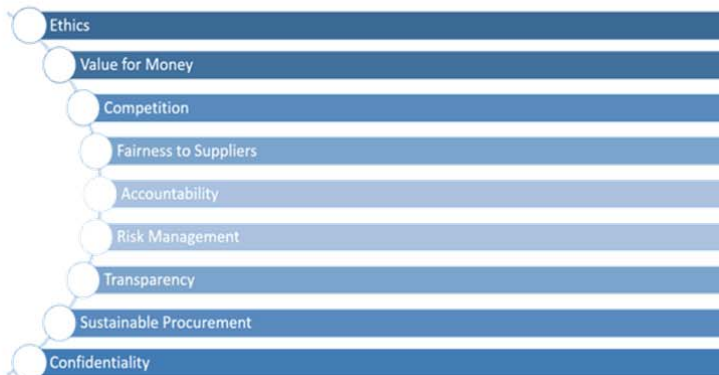 Ethics
Value for Money
Competition
Fairness to Suppliers
Accountability
Risk Management
Transparency
Sustainable Procurement
Confidentiality